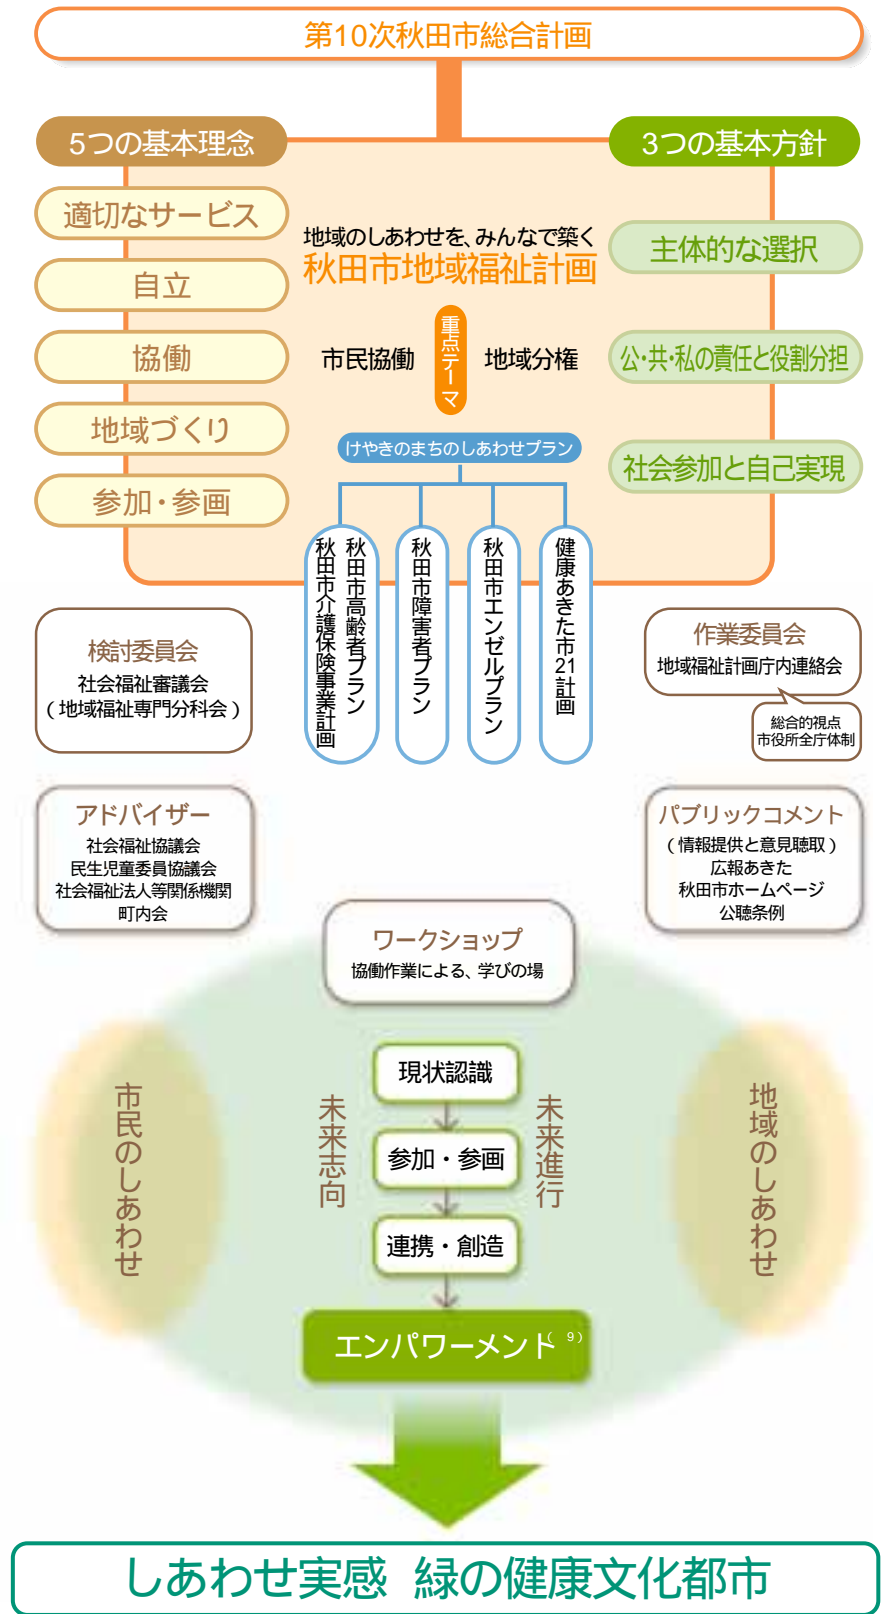 第10次秋田市総合計画
5つの基本理念
適切なサービス
自立
協働
地域づくり
参加・参画
3つの基本方針
主体的な選択
公・共・私の責任と役割分担
社会参加と自己実現
地域のしあわせを、みんなで築く
秋田市地域福祉計画
市民協働
重点テーマ
地域分権
けやきのまちのしあわせプラン
秋田市高齢者プラン
秋田市介護保険事業計画
秋田市障害者プラン
秋田市エンゼルプラン
健康あきた市21計画
検討委員会
社会福祉審議会
(地域福祉専門分科会)
作業委員会
地域福祉計画庁内連絡会
総合的視点
市役所全庁体制
アドバイザー
社会福祉協議会
民生児童委員協議会
社会福祉法人等関係機関
町内会
パブリックコメント
(情報提供と意見聴取)
広報あきた
秋田市ホームページ
公聴条例
ワークショップ
協働作業による、学びの場
市民のしあわせ
未来志向
現状認識
参加・参画
連携・創造
エンパワーメント( 9)
未来進行
地域のしあわせ
しあわせ実感 緑の健康文化都市